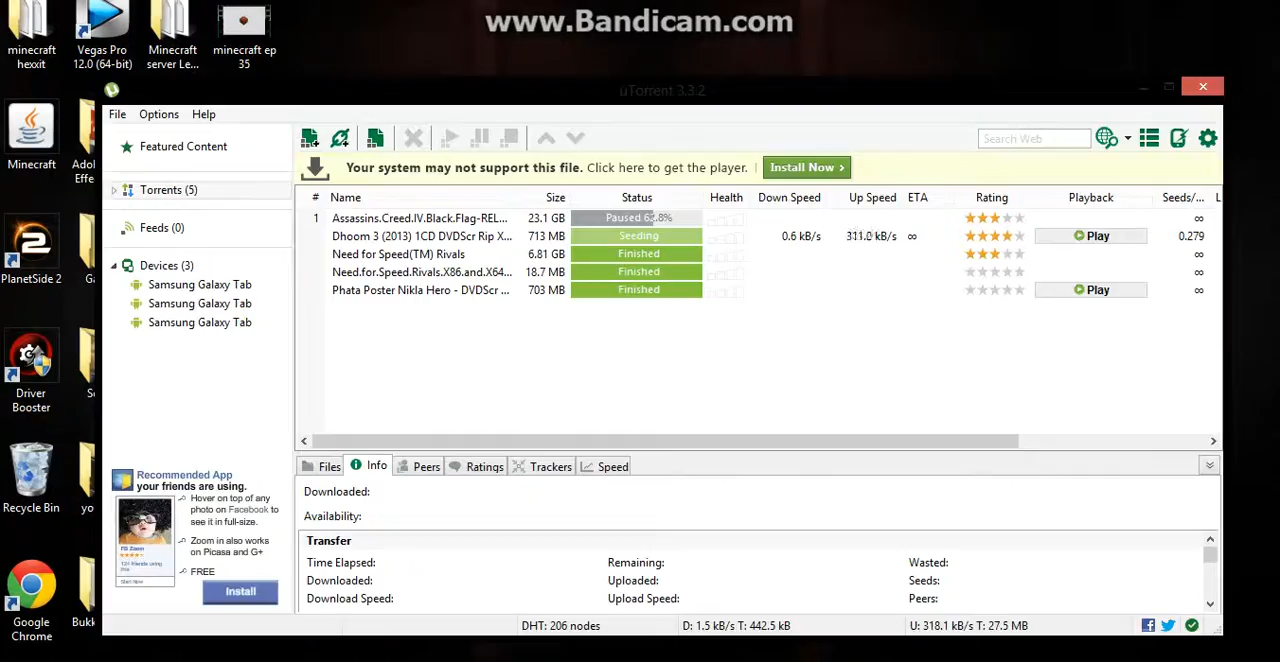 www.Bandicam.com
minecraft
hexxit
Vegas Pro
12.0 (64-bit)
Minecraft
server Le...
minecraft ep
35
uTorrent 3.3.2
File Options Help
Minecraft
Featured Content
Search Web
Your system may not support this file. Click here to get the player. Install Now ›
Torrents (5)
# Name Size Status Health Down Speed Up Speed ETA Rating Playback Seeds/...
1 Assassins.Creed.IV.Black.Flag-REL... 23.1 GB Paused ∞
Dhoom 3 (2013) 1CD DVDScr Rip X... 713 MB Seeding 0.6 kB/s 311.0 kB/s ∞ Play 0.279
Need for Speed(TM) Rivals 6.81 GB Finished ∞
Need.for.Speed.Rivals.X86.and.X64... 18.7 MB Finished ∞
Phata Poster Nikla Hero - DVDScr ... 703 MB Finished Play ∞
Feeds (0)
Devices (3)
Samsung Galaxy Tab
Samsung Galaxy Tab
Samsung Galaxy Tab
PlanetSide 2
Driver
Booster
Recycle Bin
Google
Chrome
Adol
Effe
Bukk
Recommended App
your friends are using.
Hover on top of any
photo on Facebook to
see it in full-size.
Zoom in also works
on Picasa and G+
FREE
FB Zoom
Install
Files Info Peers Ratings Trackers Speed
Downloaded:
Availability:
Transfer
Time Elapsed: Remaining: Wasted:
Downloaded: Uploaded: Seeds:
Download Speed: Upload Speed: Peers:
DHT: 206 nodes D: 1.5 kB/s T: 442.5 kB U: 318.1 kB/s T: 27.5 MB